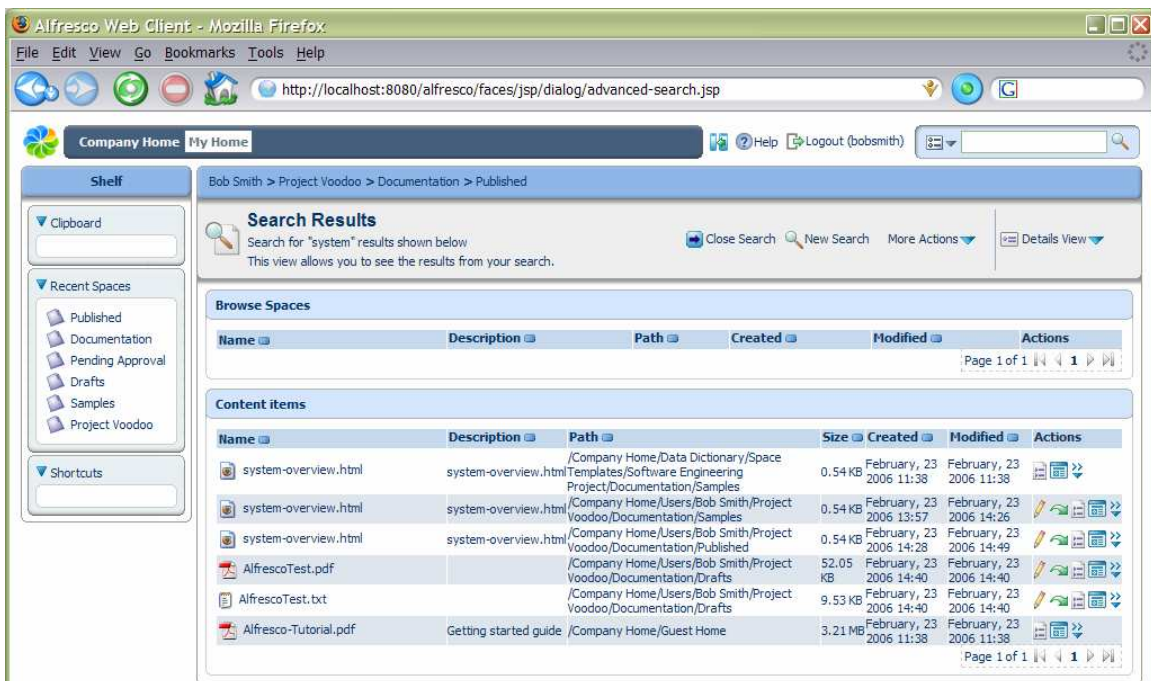 Alfresco Web Client - Mozilla Firefox
File Edit View Go Bookmarks Tools Help
http://localhost:8080/alfresco/faces/jsp/dialog/advanced-search.jsp
G
Company Home My Home
Help Logout (bobsmith)
Shelf
Bob Smith > Project Voodoo > Documentation > Published
Clipboard
Recent Spaces
Published
Documentation
Pending Approval
Drafts
Samples
Project Voodoo
Shortcuts
Search Results
Search for "system" results shown below
This view allows you to see the results from your search.
Close Search New Search More Actions Details View
Browse Spaces
Name Description Path Created Modified Actions
Page 1 of 1 1
Content items
Name Description Path Size Created Modified Actions
system-overview.html system-overview.html /Company Home/Data Dictionary/Space Templates/Software Engineering Project/Documentation/Samples 0.54 KB February, 23 2006 11:38 February, 23 2006 11:38
system-overview.html system-overview.html /Company Home/Users/Bob Smith/Project Voodoo/Documentation/Samples 0.54 KB February, 23 2006 13:57 February, 23 2006 14:26
system-overview.html system-overview.html /Company Home/Users/Bob Smith/Project Voodoo/Documentation/Published 0.54 KB February, 23 2006 14:28 February, 23 2006 14:49
AlfrescoTest.pdf /Company Home/Users/Bob Smith/Project Voodoo/Documentation/Drafts 52.05 KB February, 23 2006 14:40 February, 23 2006 14:40
AlfrescoTest.txt /Company Home/Users/Bob Smith/Project Voodoo/Documentation/Drafts 9.53 KB February, 23 2006 14:40 February, 23 2006 14:40
Alfresco-Tutorial.pdf Getting started guide /Company Home/Guest Home 3.21 MB February, 23 2006 11:38 February, 23 2006 11:38
Page 1 of 1 1